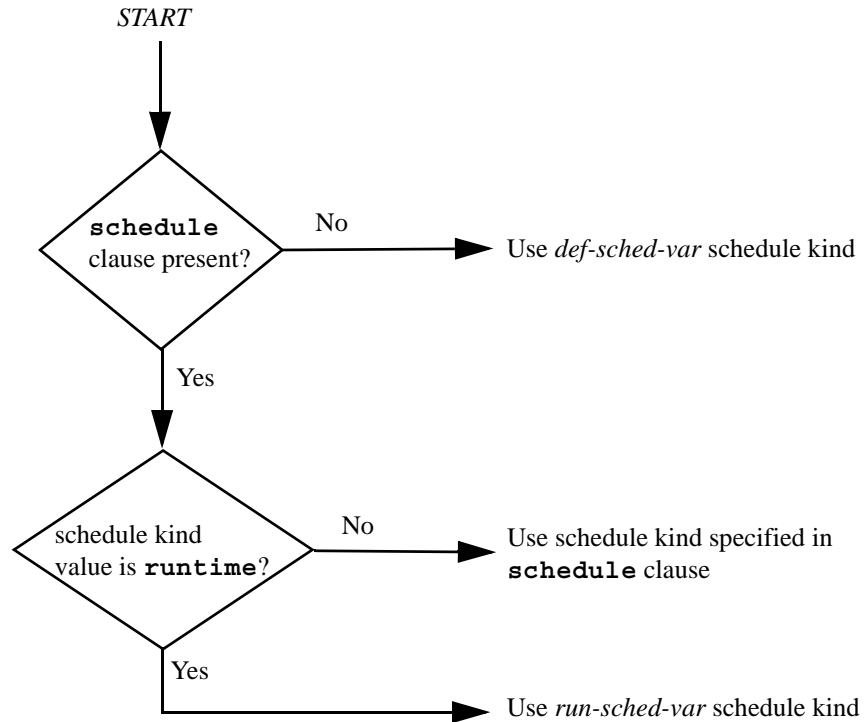 START
schedule
clause present?
No
Use def-sched-var schedule kind
Yes
schedule kind
value is runtime?
No
Use schedule kind specified in
schedule clause
Yes
Use run-sched-var schedule kind